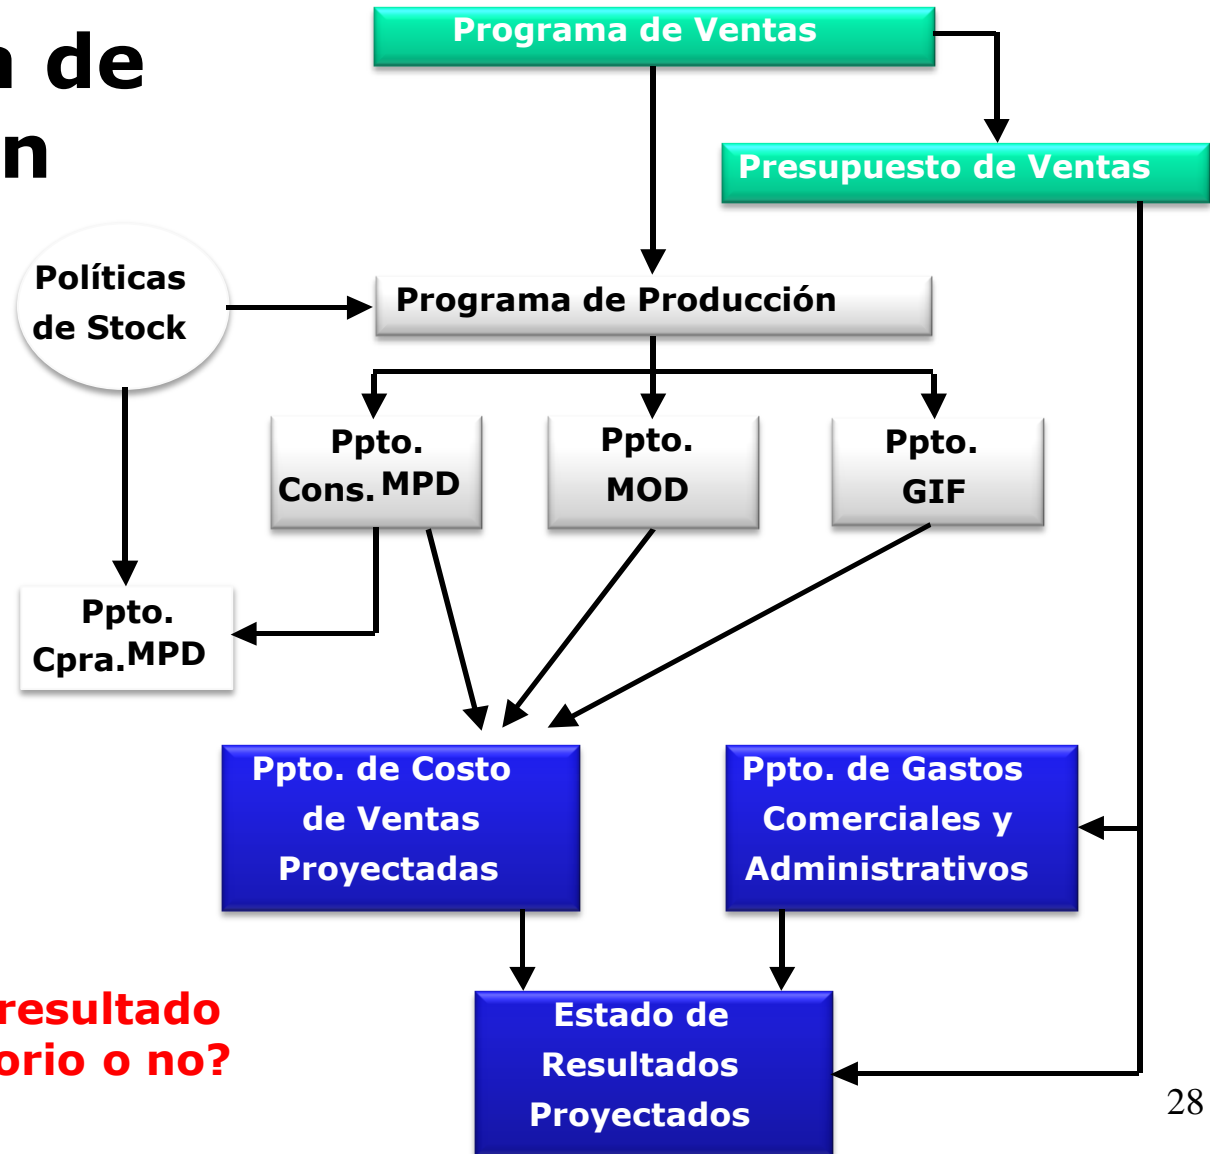 Programa de Ventas
de
n
Presupuesto de Ventas
Políticas
de Stock
Programa de Producción
Ppto.
Cons. MPD
Ppto.
MOD
Ppto.
GIF
Ppto.
Cpra. MPD
Ppto. de Costo
de Ventas
Proyectadas
Ppto. de Gastos
Comerciales y
Administrativos
resultado
orio o no?
Estado de
Resultados
Proyectados
28